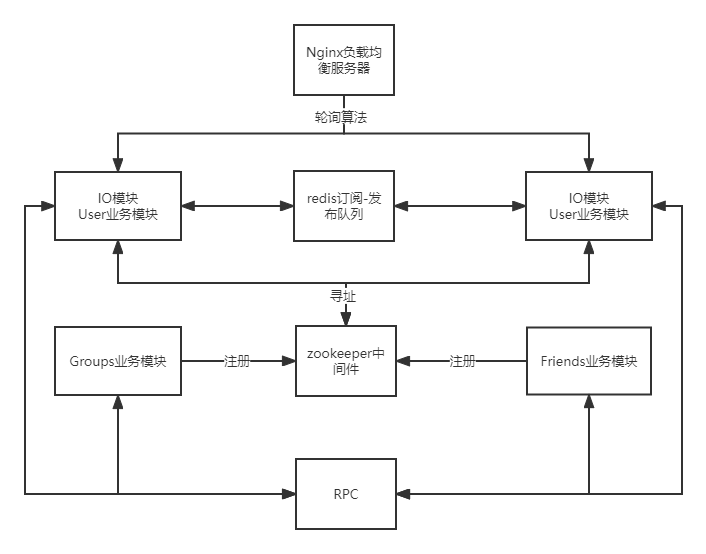 Nginx负载均
衡服务器
轮询算法
IO模块
User业务模块
redis订阅-发
布队列
IO模块
User业务模块
寻址
Groups业务模块
注册
zookeeper中
间件
注册
Friends业务模块
RPC